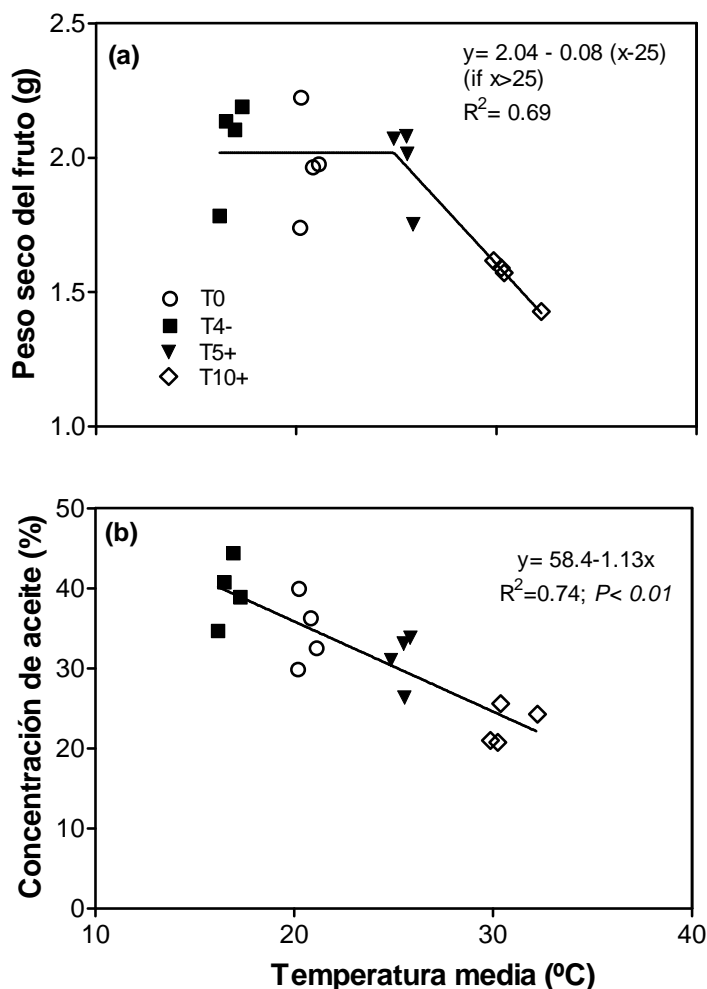 (a)
y= 2.04 - 0.08 (x-25)
(if x>25)
R²= 0.69
Peso seco del fruto (g)
2.5
2.0
1.5
1.0
T0
T4-
T5+
T10+
(b)
y= 58.4-1.13x
R²=0.74; P< 0.01
Concentración de aceite (%)
50
40
30
20
10
0
10 20 30 40
Temperatura media (ºC)